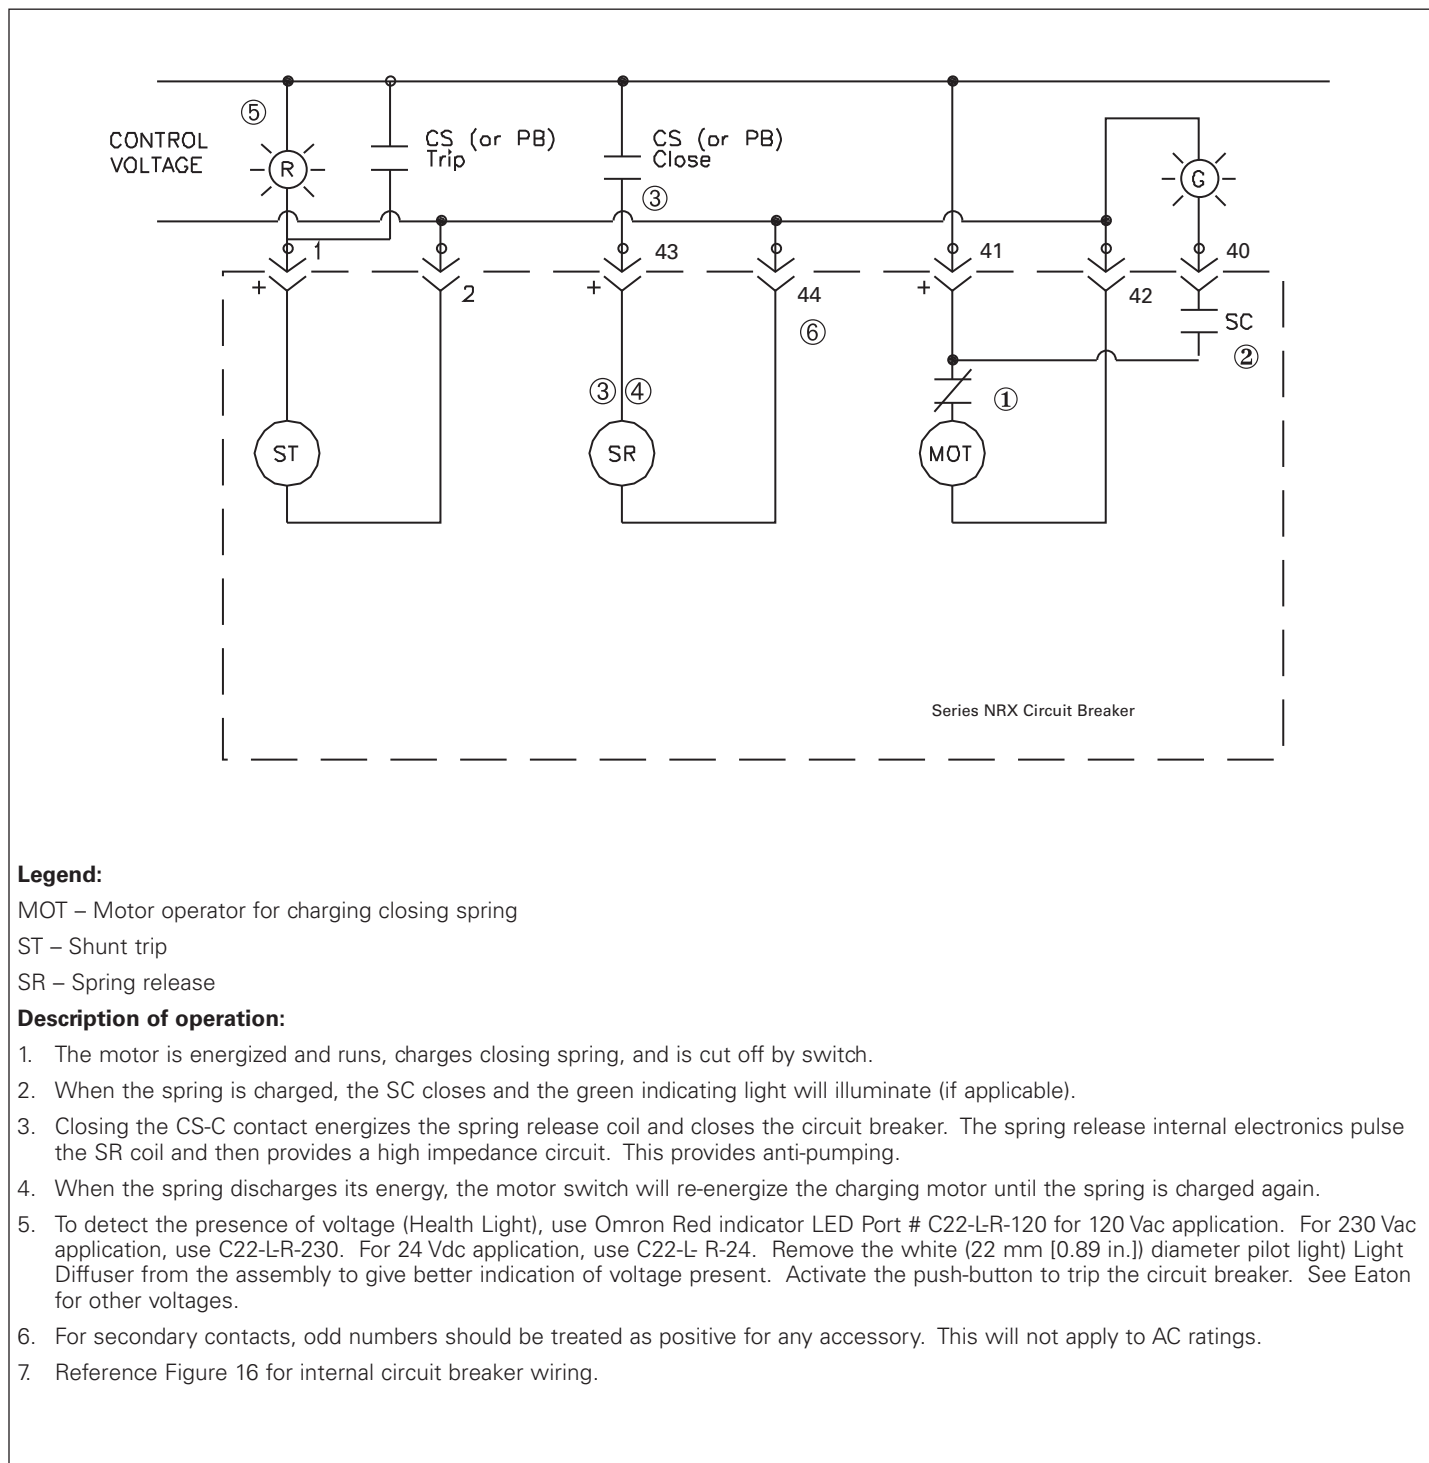 ⑤
CONTROL
VOLTAGE
R
CS (or PB)
Trip
CS (or PB)
Close
③
G
1
+
2
43
+
44
⑥
41
+
42
40
SC
②
③ ④
①
ST
SR
MOT
Series NRX Circuit Breaker
Legend:
MOT – Motor operator for charging closing spring
ST – Shunt trip
SR – Spring release
Description of operation:
1. The motor is energized and runs, charges closing spring, and is cut off by switch.
2. When the spring is charged, the SC closes and the green indicating light will illuminate (if applicable).
3. Closing the CS-C contact energizes the spring release coil and closes the circuit breaker. The spring release internal electronics pulse
the SR coil and then provides a high impedance circuit. This provides anti-pumping.
4. When the spring discharges its energy, the motor switch will re-energize the charging motor until the spring is charged again.
5. To detect the presence of voltage (Health Light), use Omron Red indicator LED Port # C22-L-R-120 for 120 Vac application. For 230 Vac
application, use C22-L-R-230. For 24 Vdc application, use C22-L- R-24. Remove the white (22 mm [0.89 in.]) diameter pilot light) Light
Diffuser from the assembly to give better indication of voltage present. Activate the push-button to trip the circuit breaker. See Eaton
for other voltages.
6. For secondary contacts, odd numbers should be treated as positive for any accessory. This will not apply to AC ratings.
7. Reference Figure 16 for internal circuit breaker wiring.